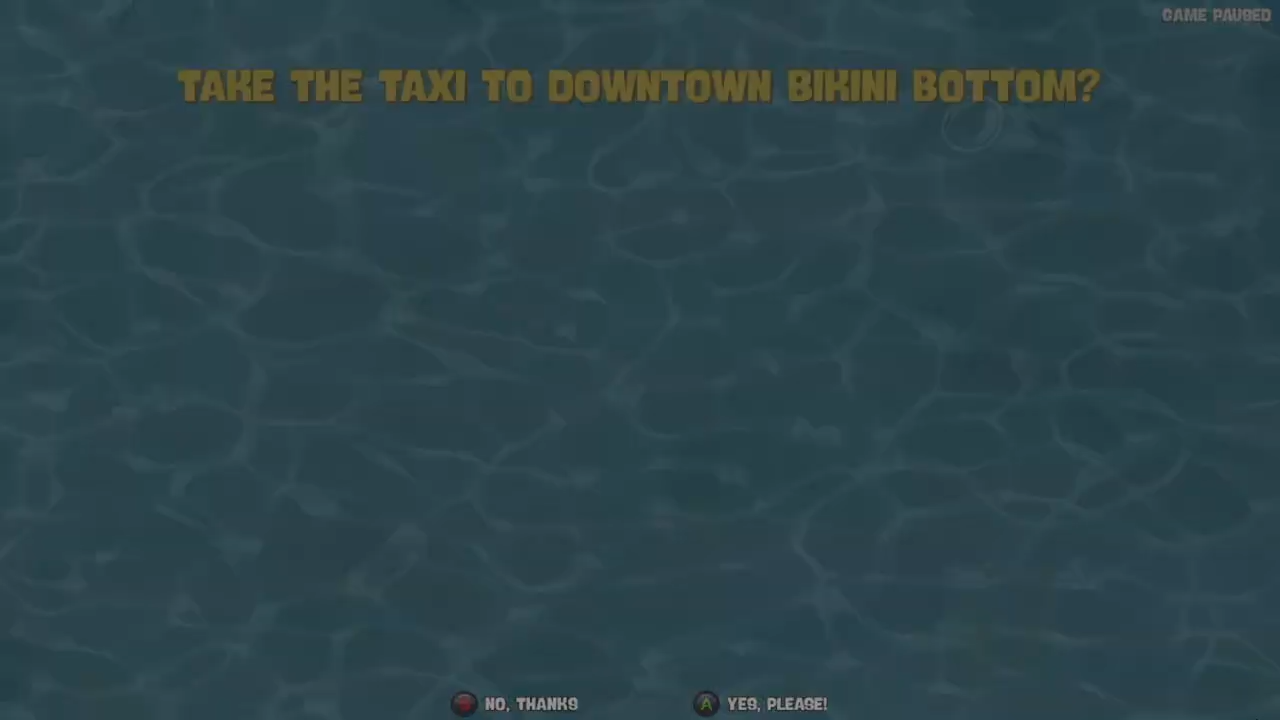 GAME PAUSED
TAKE THE TAXI TO DOWNTOWN BIKINI BOTTOM?
NO, THANKS
A YES, PLEASE!